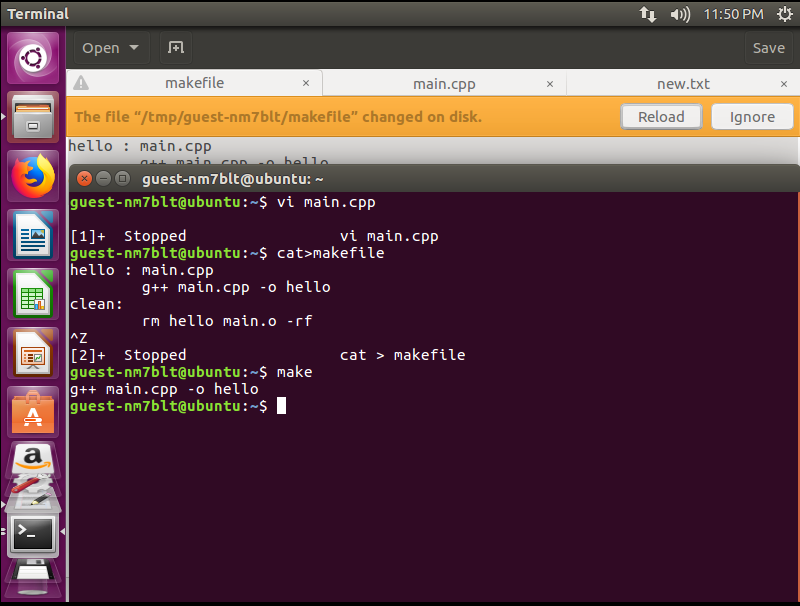 Terminal 11:50 PM
Open Save
makefile × main.cpp × new.txt ×
The file “/tmp/guest-nm7blt/makefile” changed on disk. Reload Ignore
hello : main.cpp
g++ main.cpp -o hello
guest-nm7blt@ubuntu: ~
guest-nm7blt@ubuntu:~$ vi main.cpp
[1]+  Stopped                 vi main.cpp
guest-nm7blt@ubuntu:~$ cat>makefile
hello : main.cpp
        g++ main.cpp -o hello
clean:
        rm hello main.o -rf
^Z
[2]+  Stopped                 cat > makefile
guest-nm7blt@ubuntu:~$ make
g++ main.cpp -o hello
guest-nm7blt@ubuntu:~$